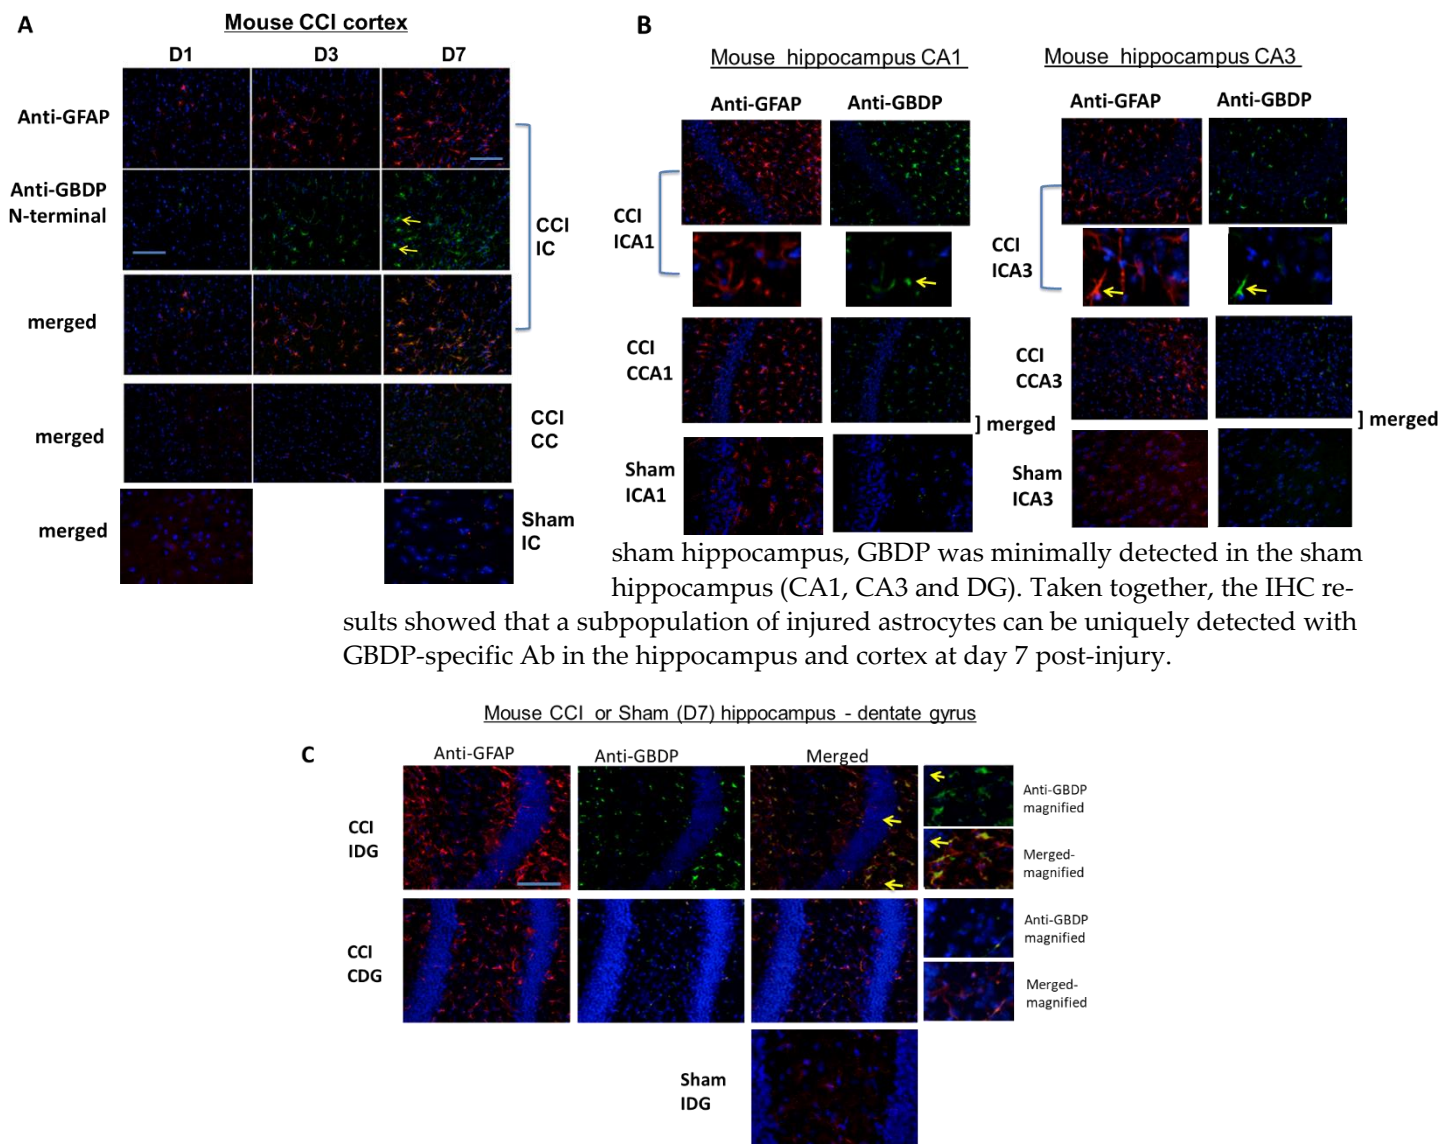 A
Mouse CCI cortex
D1 D3 D7
Anti-GFAP
Anti-GBDP
N-terminal
merged
CCI
IC
merged
CCI
CC
merged
Sham
IC
B
Mouse hippocampus CA1
Anti-GFAP Anti-GBDP
CCI
ICA1
CCI
CCA1
] merged
Sham
ICA1
Mouse hippocampus CA3
Anti-GFAP Anti-GBDP
CCI
ICA3
CCI
CCA3
] merged
Sham
ICA3
sham hippocampus, GBDP was minimally detected in the sham
hippocampus (CA1, CA3 and DG). Taken together, the IHC re-
sults showed that a subpopulation of injured astrocytes can be uniquely detected with
GBDP-specific Ab in the hippocampus and cortex at day 7 post-injury.
Mouse CCI or Sham (D7) hippocampus - dentate gyrus
C
Anti-GFAP Anti-GBDP Merged
CCI
IDG
Anti-GBDP
magnified
Merged-
magnified
CCI
CDG
Anti-GBDP
magnified
Merged-
magnified
Sham
IDG